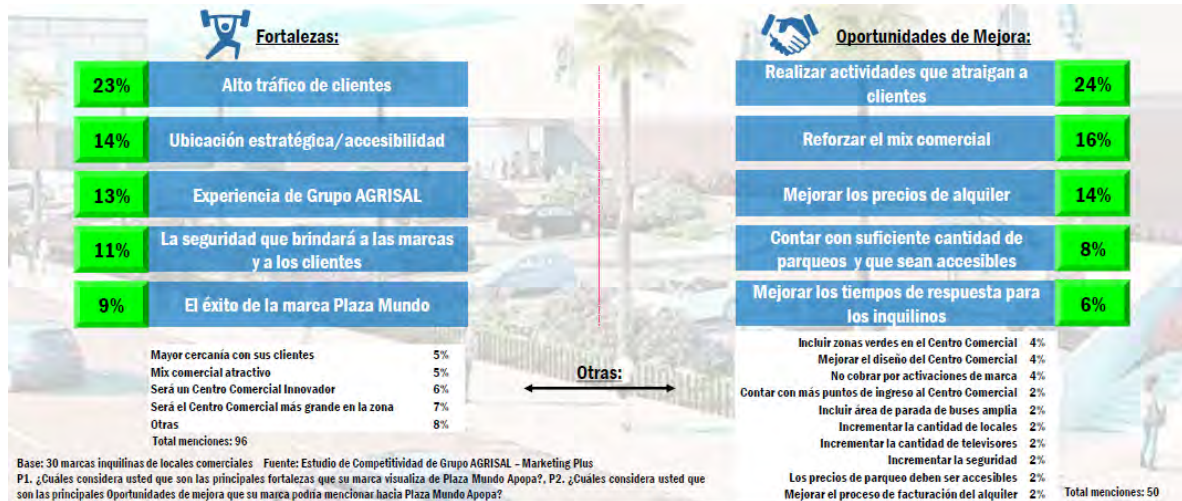 Fortalezas:
23% Alto tráfico de clientes
14% Ubicación estratégica/accesibilidad
13% Experiencia de Grupo AGRISAL
11% La seguridad que brindará a las marcas
y a los clientes
9% El éxito de la marca Plaza Mundo
Mayor cercanía con sus clientes 5%
Mix comercial atractivo 5%
Será un Centro Comercial Innovador 6%
Será el Centro Comercial más grande en la zona 7%
Otras 8%
Total menciones: 96
Otras:
Oportunidades de Mejora:
Realizar actividades que atraigan a
clientes 24%
Reforzar el mix comercial 16%
Mejorar los precios de alquiler 14%
Contar con suficiente cantidad de
parqueos y que sean accesibles 8%
Mejorar los tiempos de respuesta para
los inquilinos 6%
Incluir zonas verdes en el Centro Comercial 4%
Mejorar el diseño del Centro Comercial 4%
No cobrar por activaciones de marca 4%
Contar con más puntos de ingreso al Centro Comercial 2%
Incluir área de parada de buses amplia 2%
Incrementar la cantidad de locales 2%
Incrementar la cantidad de televisores 2%
Incrementar la seguridad 2%
Los precios de parqueo deben ser accesibles 2%
Mejorar el proceso de facturación del alquiler 2%
Total menciones: 50
Base: 30 marcas inquilinas de locales comerciales Fuente: Estudio de Competitividad de Grupo AGRISAL – Marketing Plus
P1. ¿Cuáles considera usted que son las principales fortalezas que su marca visualiza de Plaza Mundo Apopa?, P2. ¿Cuáles considera usted que
son las principales Oportunidades de mejora que su marca podría mencionar hacia Plaza Mundo Apopa?